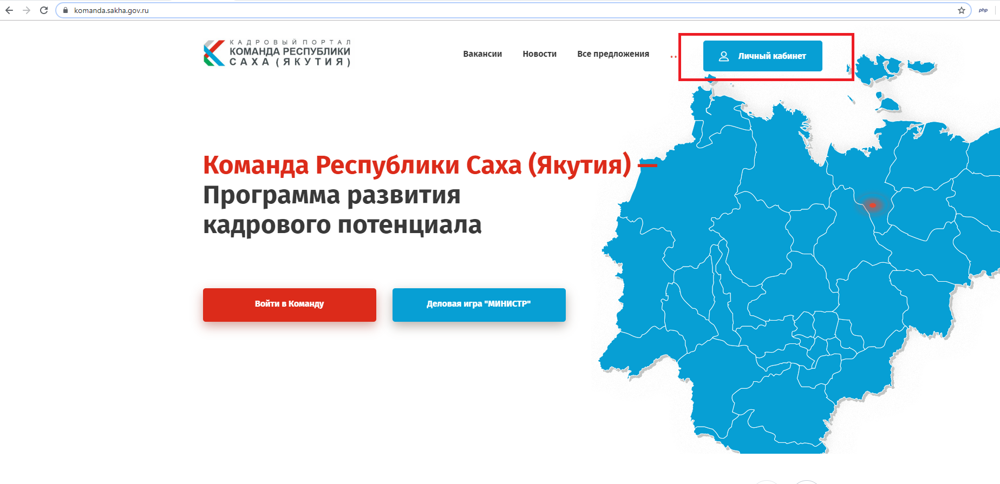 komanda.sakha.gov.ru
php
КАДРОВЫЙ ПОРТАЛ
КОМАНДА РЕСПУБЛИКИ
САХА (ЯКУТИЯ)
Вакансии
Новости
Все предложения
Личный кабинет
Команда Республики Саха (Якутия) —
Программа развития
кадрового потенциала
Войти в Команду
Деловая игра "МИНИСТР"